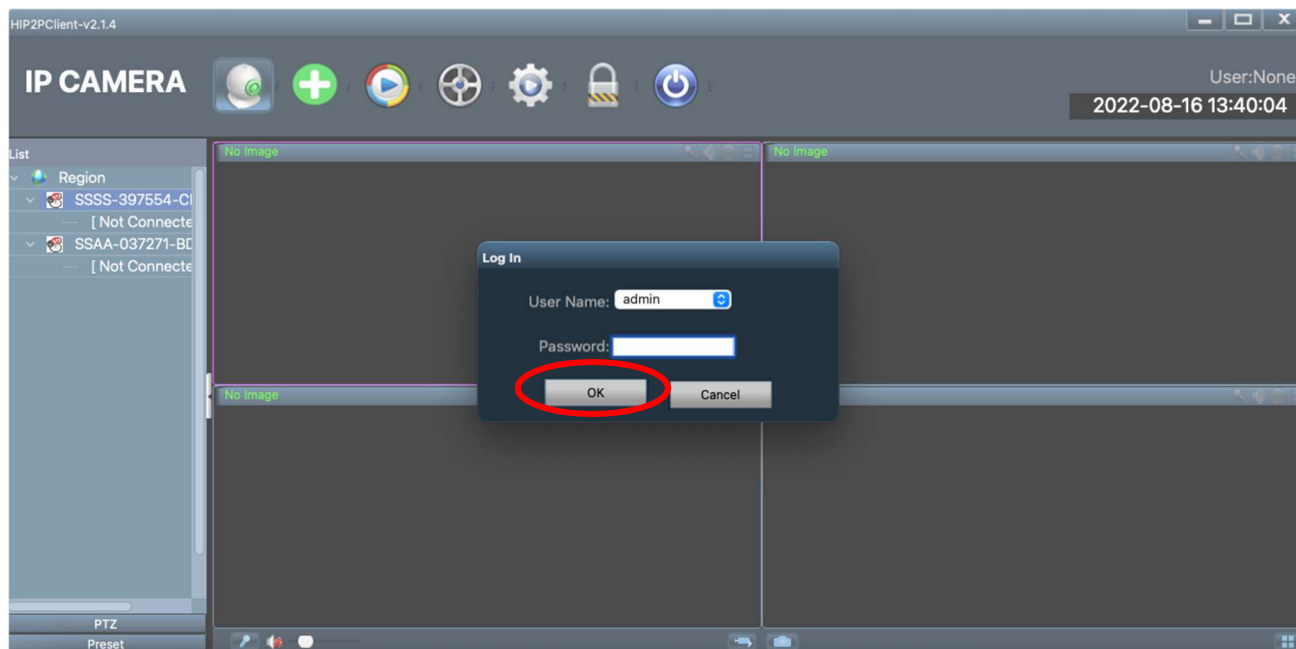 HIP2PClient-v2.1.4
IP CAMERA
User:None
2022-08-16 13:40:04
List
Region
SSSS-397554-C
[ Not Connecte
SSAA-037271-BD
[ Not Connecte
PTZ
Preset
No Image
No Image
No Image
Log In
User Name: admin
Password:
OK
Cancel